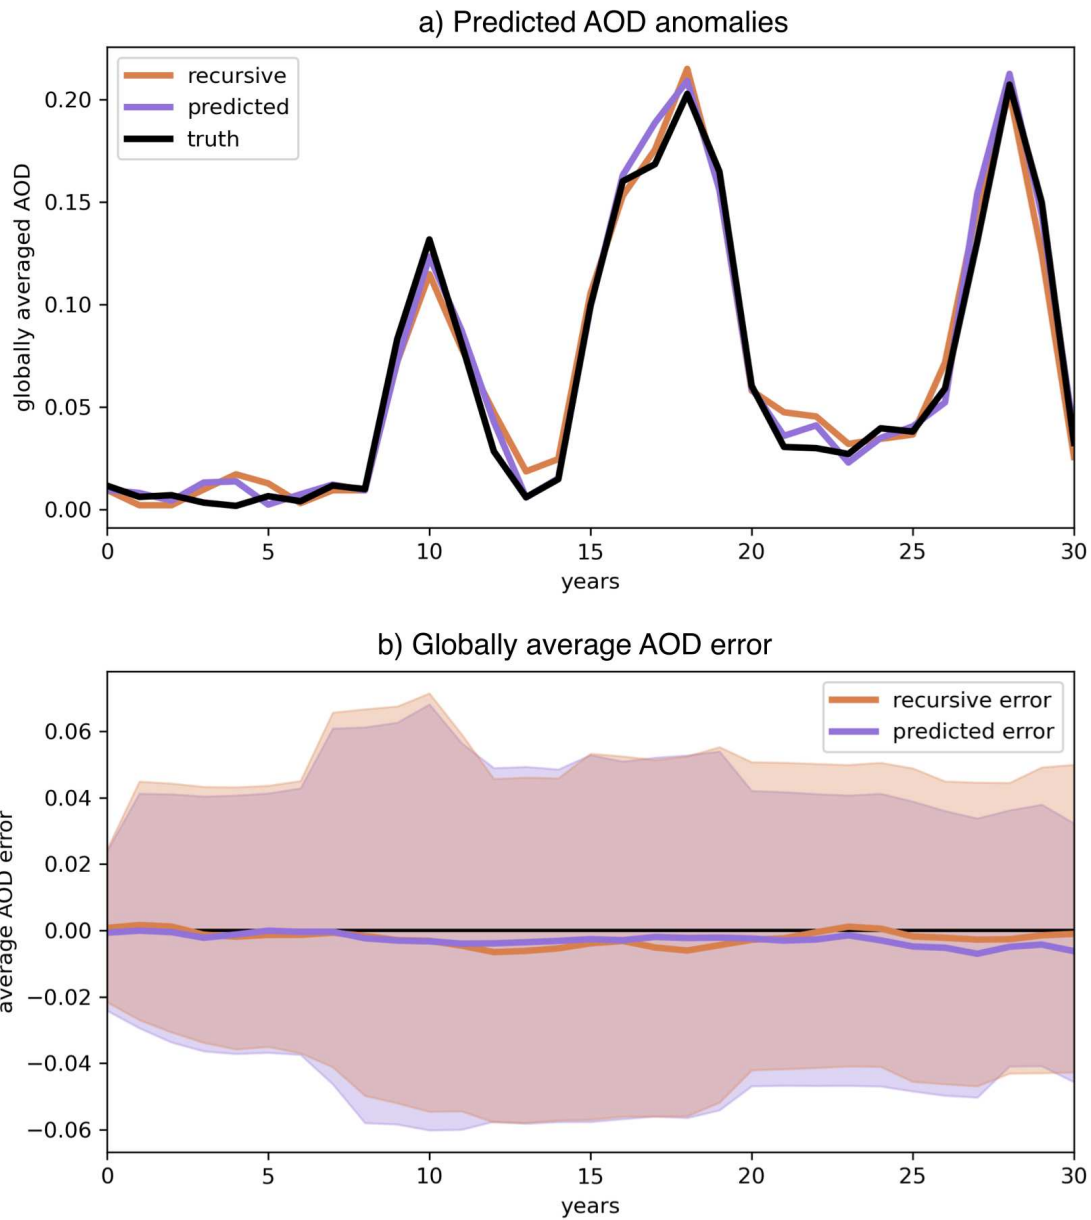 a) Predicted AOD anomalies
recursive
predicted
truth
globally averaged AOD
0.20
0.15
0.10
0.05
0.00
0 5 10 15 20 25 30
years
b) Globally average AOD error
recursive error
predicted error
average AOD error
0.06
0.04
0.02
0.00
−0.02
−0.04
−0.06
0 5 10 15 20 25 30
years